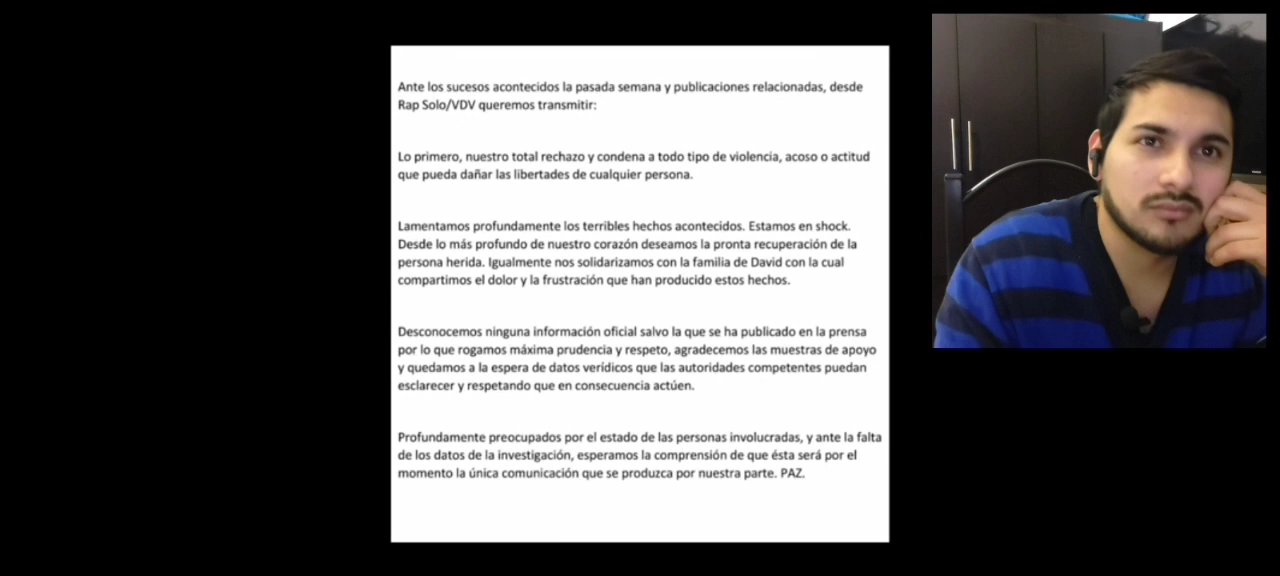 Ante los sucesos acontecidos la pasada semana y publicaciones relacionadas, desde
Rap Solo/VDV queremos transmitir:
Lo primero, nuestro total rechazo y condena a todo tipo de violencia, acoso o actitud
que pueda dañar las libertades de cualquier persona.
Lamentamos profundamente los terribles hechos acontecidos. Estamos en shock.
Desde lo más profundo de nuestro corazón deseamos la pronta recuperación de la
persona herida. Igualmente nos solidarizamos con la familia de David con la cual
compartimos el dolor y la frustración que han producido estos hechos.
Desconocemos ninguna información oficial salvo la que se ha publicado en la prensa
por lo que rogamos máxima prudencia y respeto, agradecemos las muestras de apoyo
y quedamos a la espera de datos verídicos que las autoridades competentes puedan
esclarecer y respetando que en consecuencia actúen.
Profundamente preocupados por el estado de las personas involucradas, y ante la falta
de los datos de la investigación, esperamos la comprensión de que ésta será por el
momento la única comunicación que se produzca por nuestra parte. PAZ.